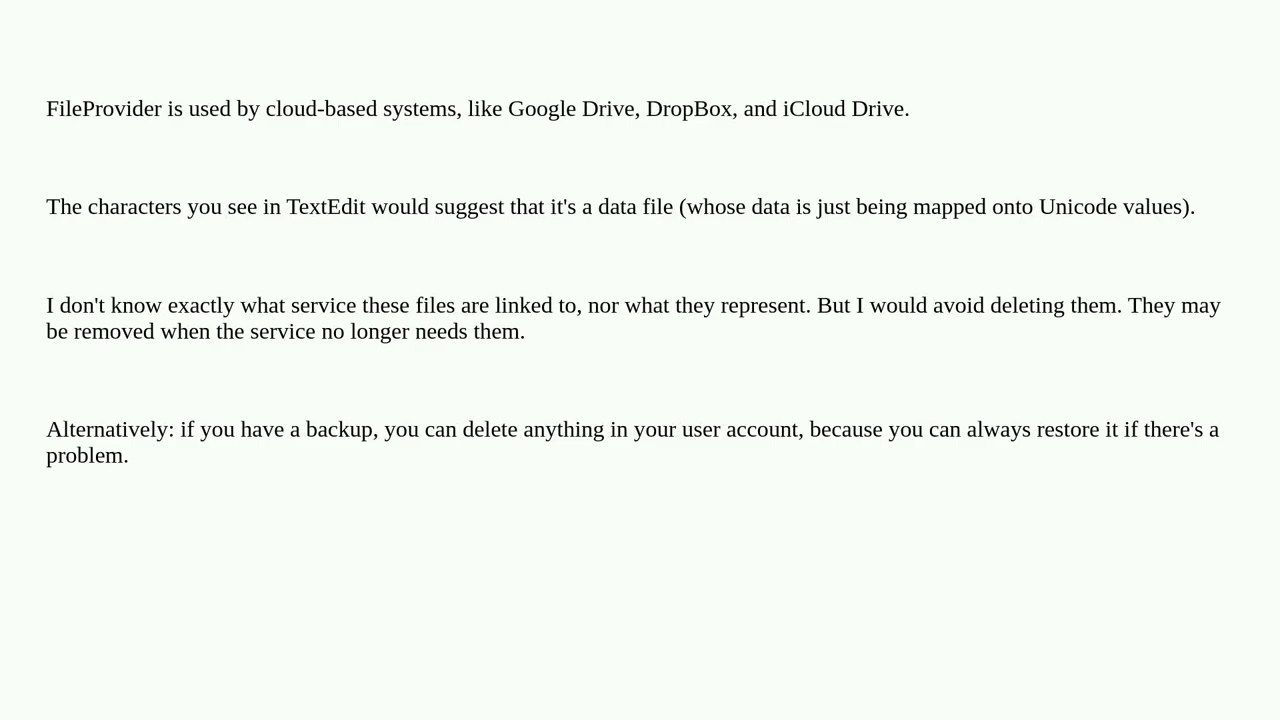 FileProvider is used by cloud-based systems, like Google Drive, DropBox, and iCloud Drive.
The characters you see in TextEdit would suggest that it's a data file (whose data is just being mapped onto Unicode values).
I don't know exactly what service these files are linked to, nor what they represent. But I would avoid deleting them. They may
be removed when the service no longer needs them.
Alternatively: if you have a backup, you can delete anything in your user account, because you can always restore it if there's a
problem.